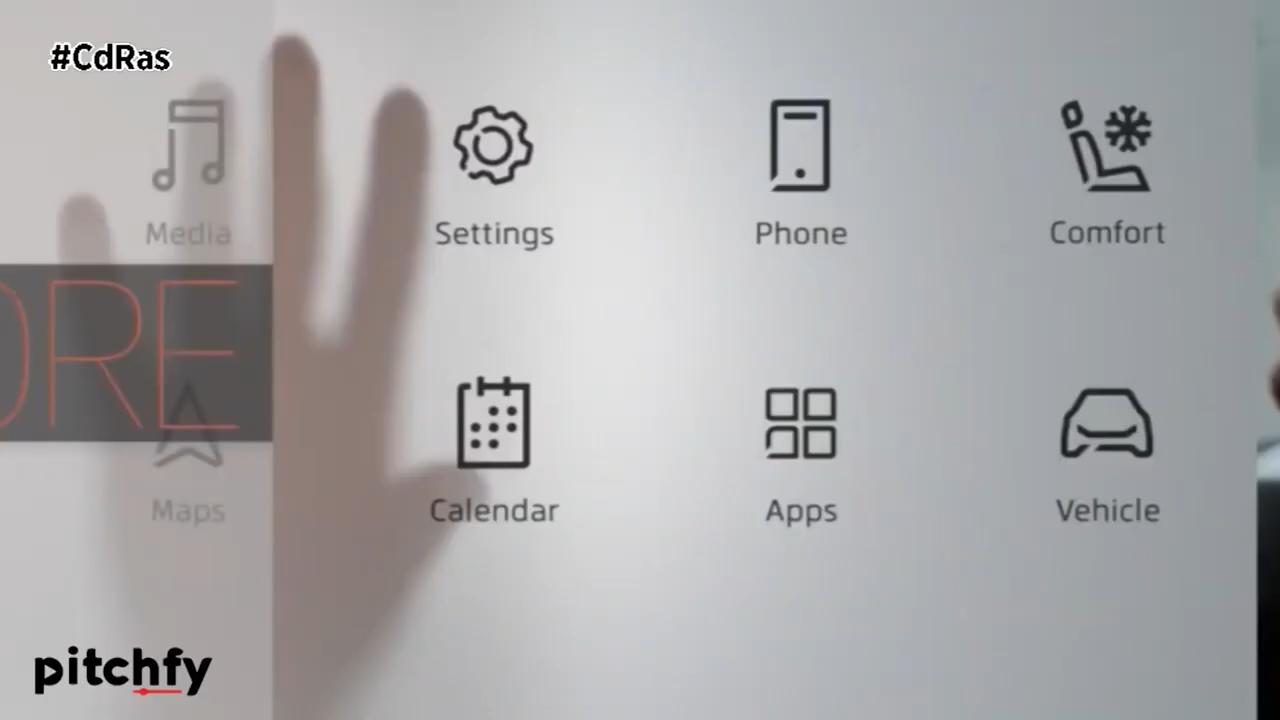 #CdRas
Media
Settings
Phone
Comfort
ORE
Maps
Calendar
Apps
Vehicle
pitchfy